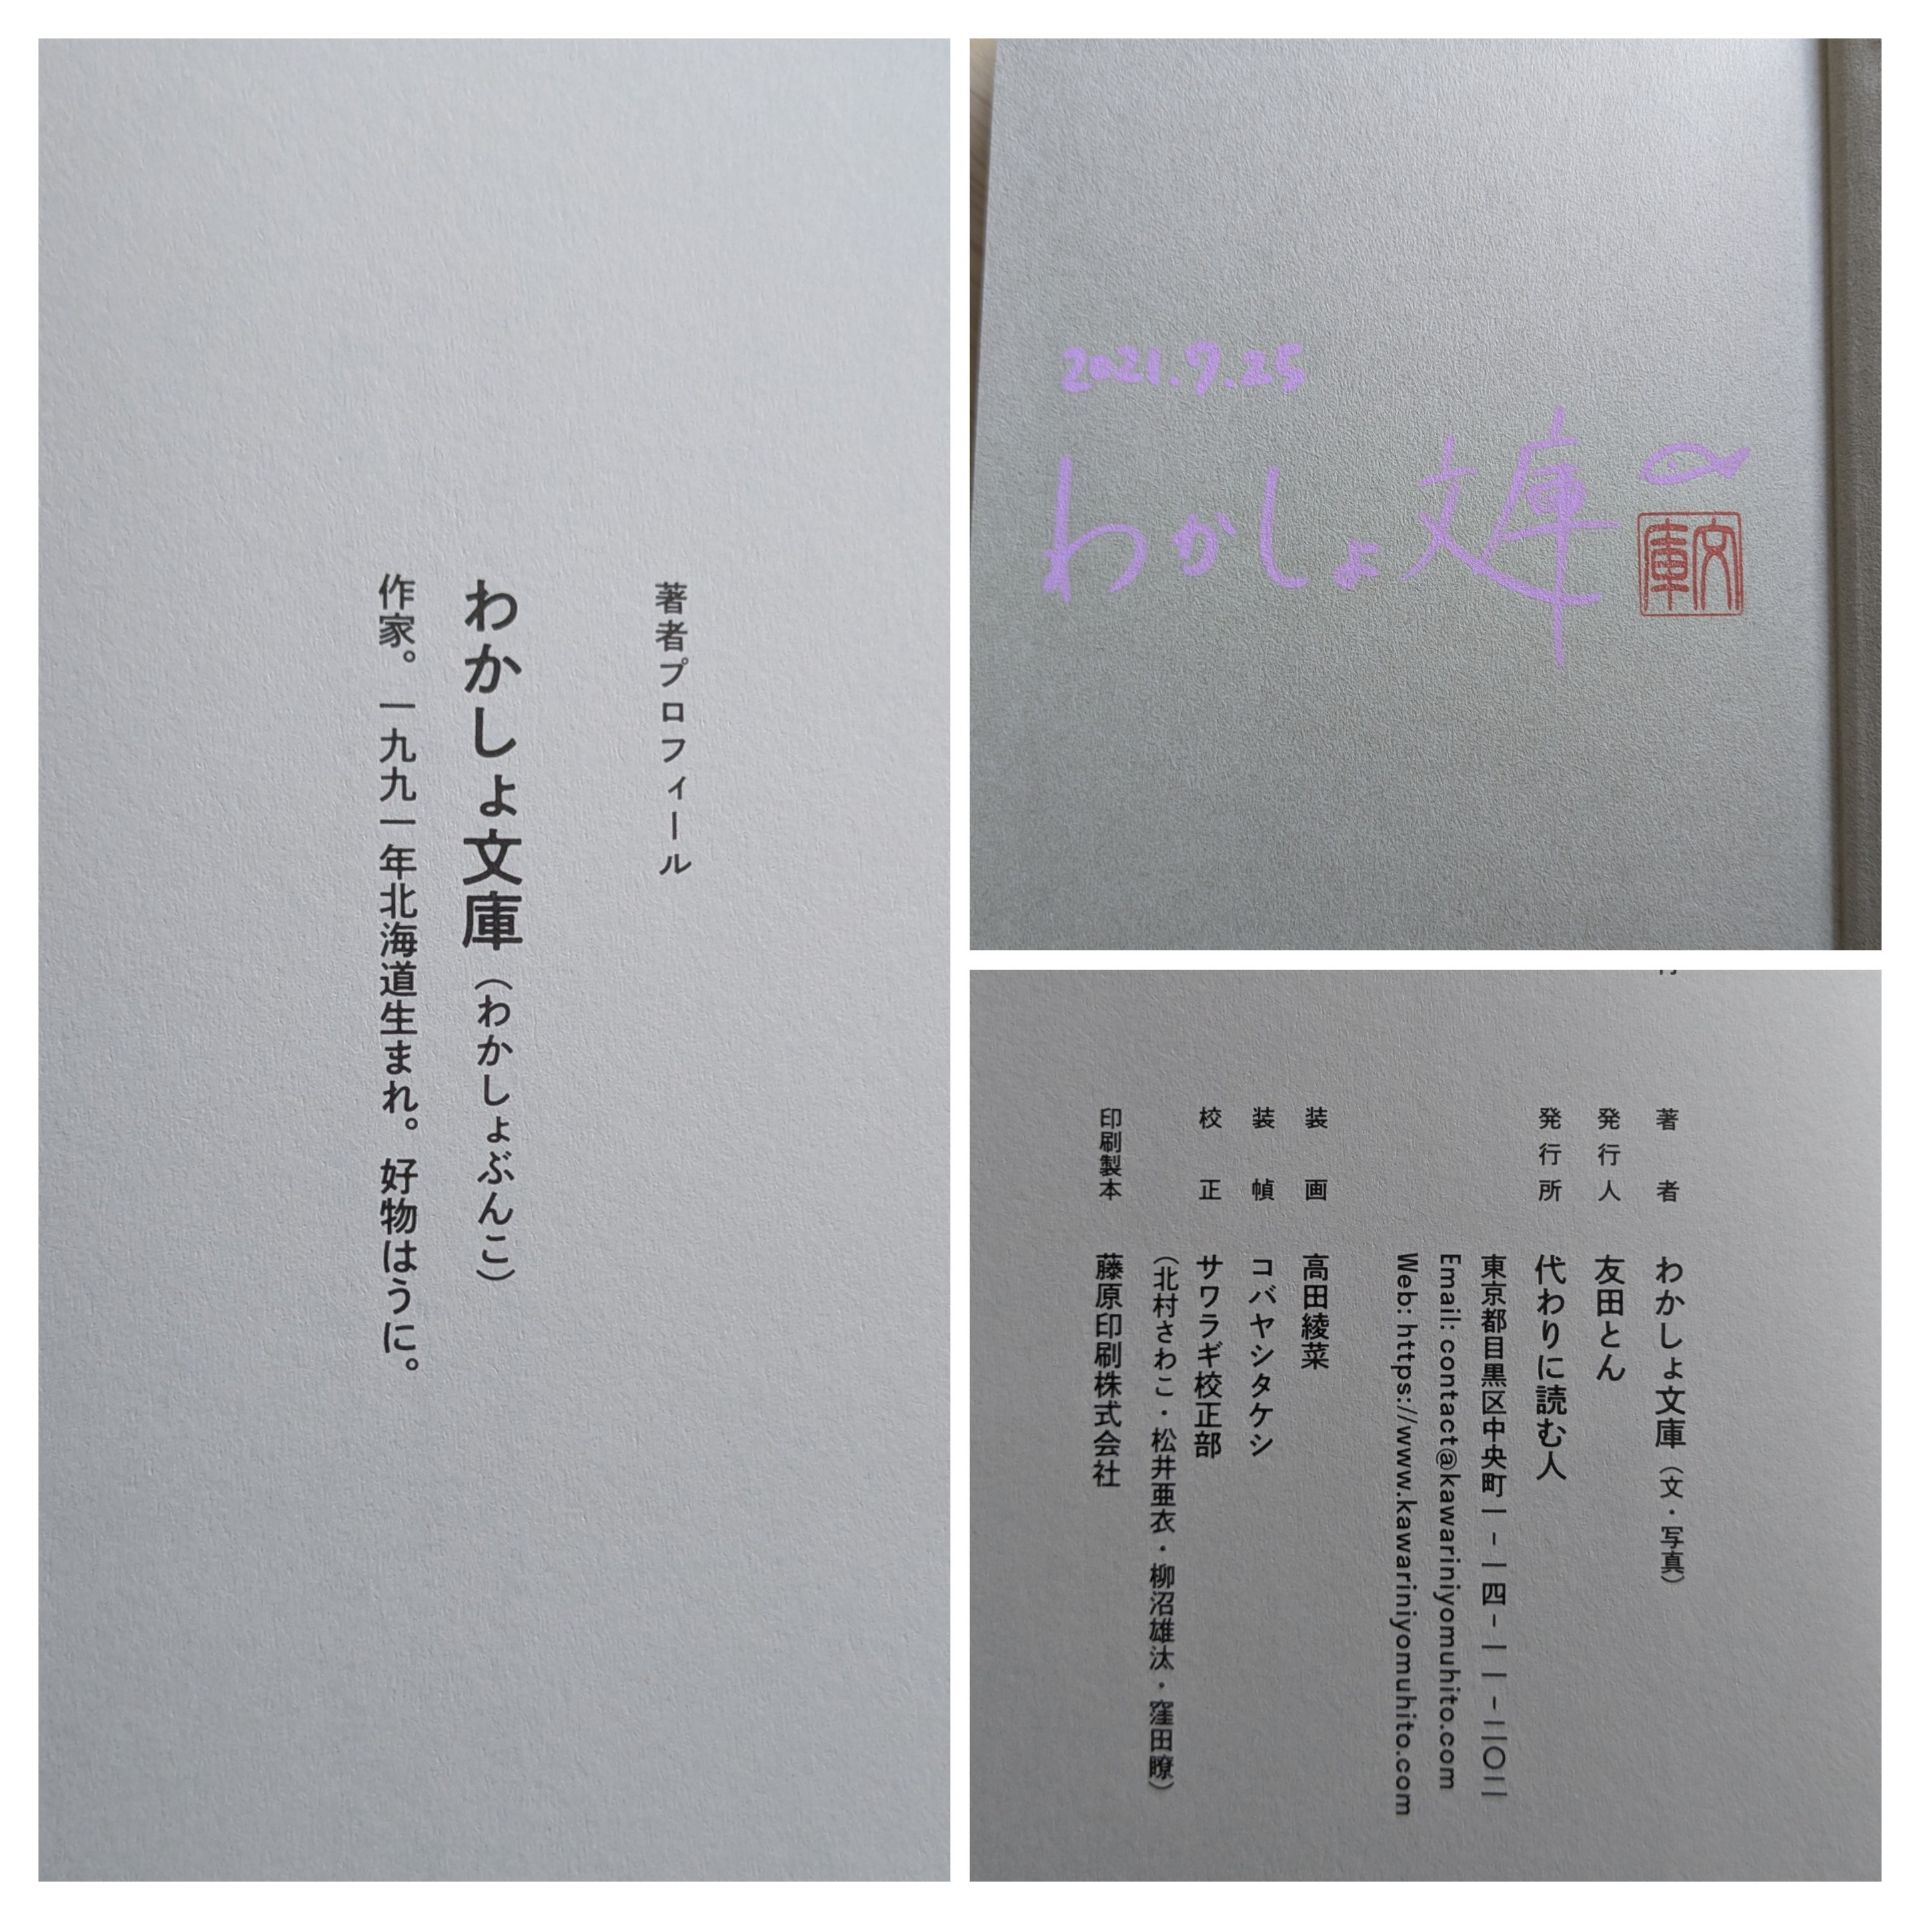 著者プロフィール
わかしょ文庫（わかしょぶんこ）
作家。一九九一年北海道生まれ。好物はうに。
2021.7.25
わかしょ文庫
文庫
著者 わかしょ文庫（文・写真）
発行人 友田とん
発行所 代わりに読む人
東京都目黒区中央町一-一四-一一-二〇二
Email: contact@kawariniyomuhito.com
Web: https://www.kawariniyomuhito.com
装画 高田綾菜
装幀 コバヤシタケシ
校正 サワラギ校正部
（北村さわこ・松井亜衣・柳沼雄汰・窪田瞭）
印刷製本 藤原印刷株式会社